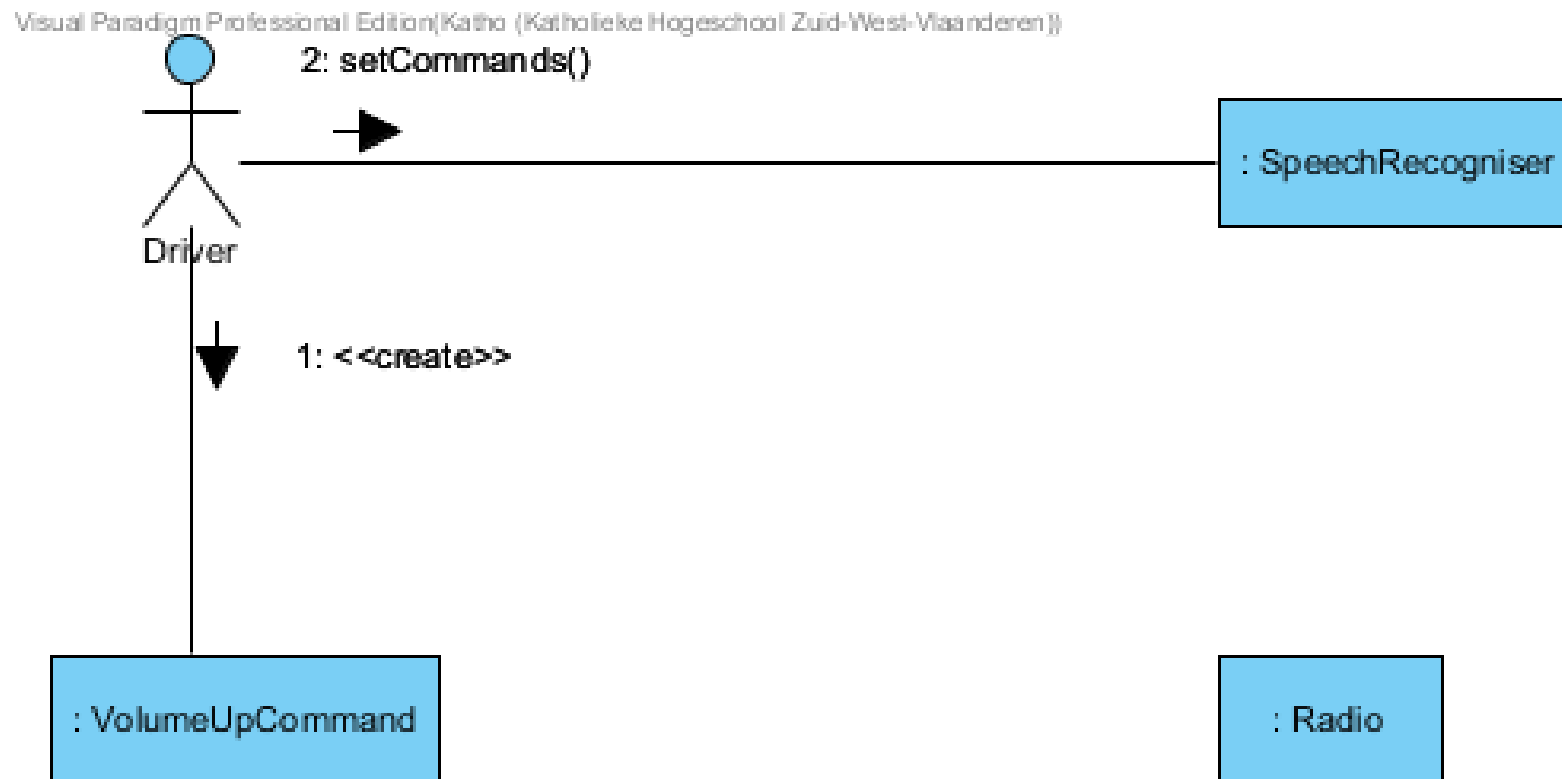 Visual Paradigm Professional Edition(Katho (Katholieke Hogeschool Zuid-West-Vlaanderen))
2: setCommands()
: SpeechRecogniser
Driver
1: <<create>>
: VolumeUpCommand
: Radio